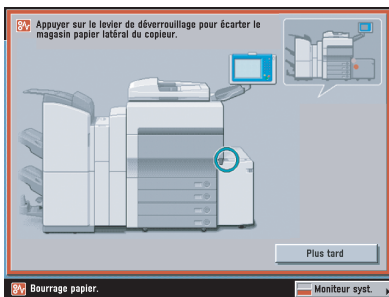 Appuyer sur le levier de déverrouillage pour écarter le
magasin papier latéral du copieur.
Plus tard
Bourrage papier.
Moniteur syst.